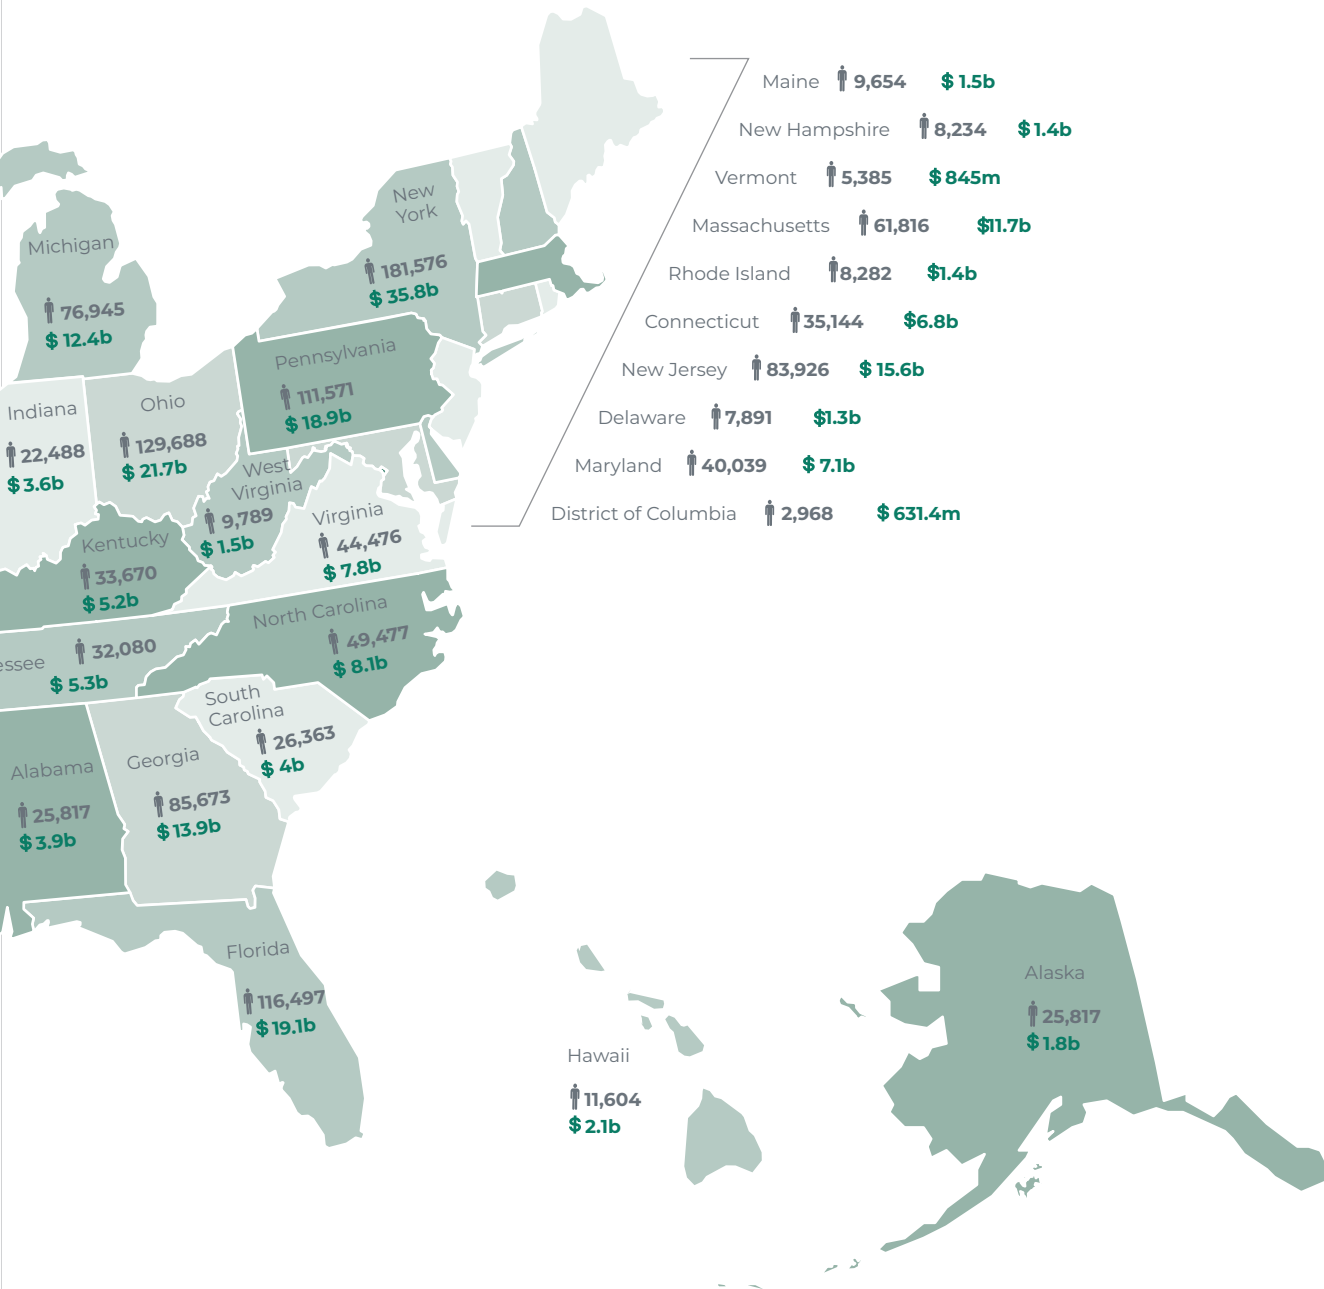 Maine 9,654 $ 1.5b
New Hampshire 8,234 $ 1.4b
Vermont 5,385 $ 845m
Massachusetts 61,816 $11.7b
Rhode Island 8,282 $1.4b
Connecticut 35,144 $6.8b
New Jersey 83,926 $ 15.6b
Delaware 7,891 $1.3b
Maryland 40,039 $ 7.1b
District of Columbia 2,968 $ 631.4m
New
York
181,576
$ 35.8b
Michigan
76,945
$ 12.4b
Pennsylvania
111,571
$ 18.9b
Indiana
22,488
$ 3.6b
Ohio
129,688
$ 21.7b
West
Virginia
9,789
$ 1.5b
Virginia
44,476
$ 7.8b
Kentucky
33,670
$ 5.2b
North Carolina
49,477
$ 8.1b
essee 32,080
$ 5.3b
South
Carolina
26,363
$ 4b
Alabama
25,817
$ 3.9b
Georgia
85,673
$ 13.9b
Florida
116,497
$ 19.1b
Hawaii
11,604
$ 2.1b
Alaska
25,817
$ 1.8b